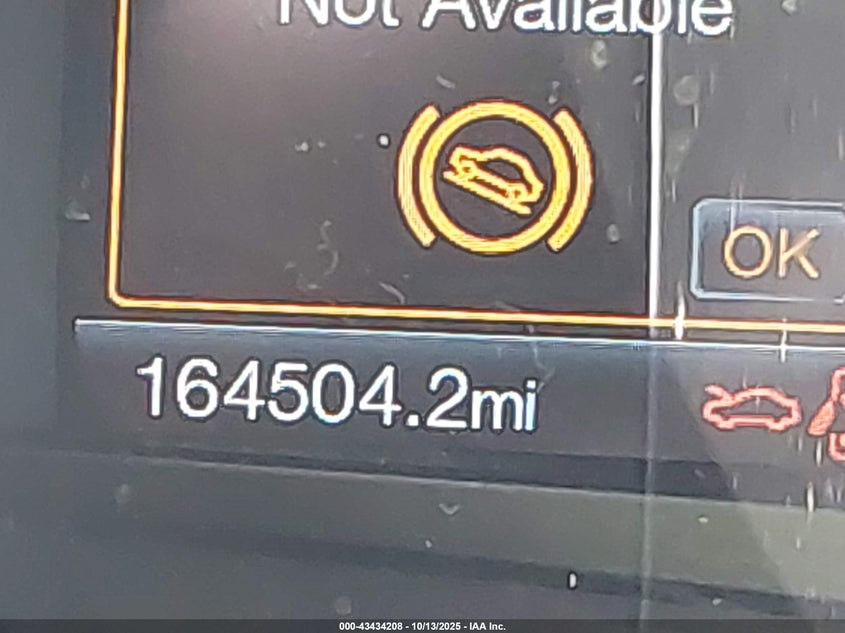 Not Available
OK
164504.2mi
000-43434208 - 10/13/2025 - IAA Inc.